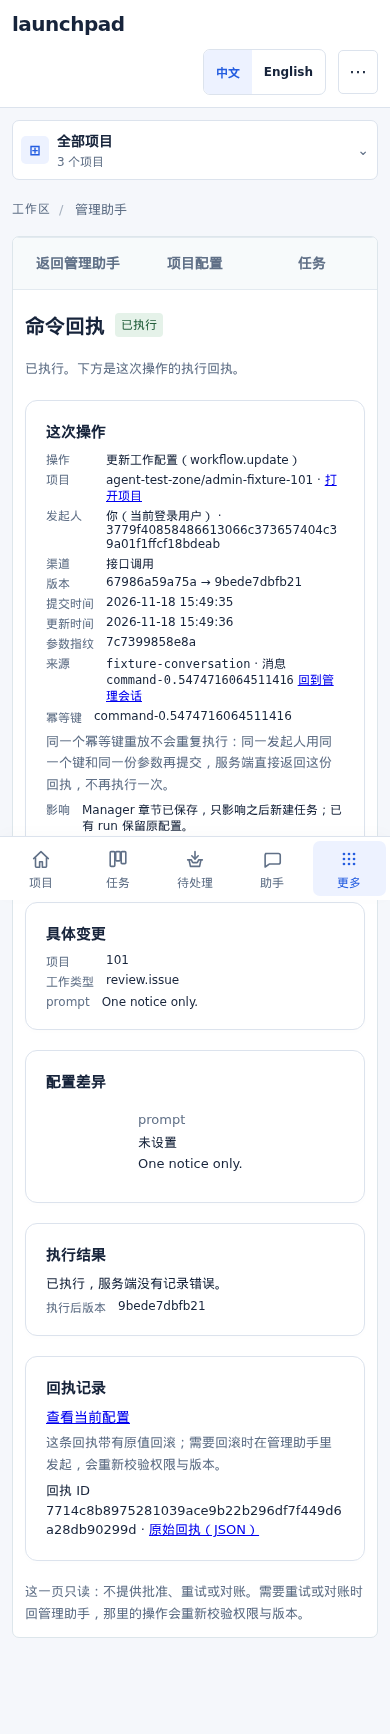 launchpad
中文 English ⋯
全部项目
3 个项目
工作区 / 管理助手
返回管理助手 项目配置 任务
命令回执 已执行
已执行。下方是这次操作的执行回执。
这次操作
操作 更新工作配置（workflow.update）
项目 agent-test-zone/admin-fixture-101 · 打
开项目
发起人 你（当前登录用户）·
3779f40858486613066c373657404c3
9a01f1ffcf18bdeab
渠道 接口调用
版本 67986a59a75a → 9bede7dbfb21
提交时间 2026-11-18 15:49:35
更新时间 2026-11-18 15:49:36
参数指纹 7c7399858e8a
来源 fixture-conversation · 消息
command-0.5474716064511416 回到管
理会话
幂等键 command-0.5474716064511416
同一个幂等键重放不会重复执行：同一发起人用同
一个键和同一份参数再提交，服务端直接返回这份
回执，不再执行一次。
影响 Manager 章节已保存，只影响之后新建任务；已
有 run 保留原配置。
项目 任务 待处理 助手 更多
具体变更
项目 101
工作类型 review.issue
prompt One notice only.
配置差异
prompt
未设置
One notice only.
执行结果
已执行，服务端没有记录错误。
执行后版本 9bede7dbfb21
回执记录
查看当前配置
这条回执带有原值回滚；需要回滚时在管理助手里
发起，会重新校验权限与版本。
回执 ID
7714c8b8975281039ace9b22b296df7f449d6
a28db90299d · 原始回执（JSON）
这一页只读：不提供批准、重试或对账。需要重试或对账时
回管理助手，那里的操作会重新校验权限与版本。